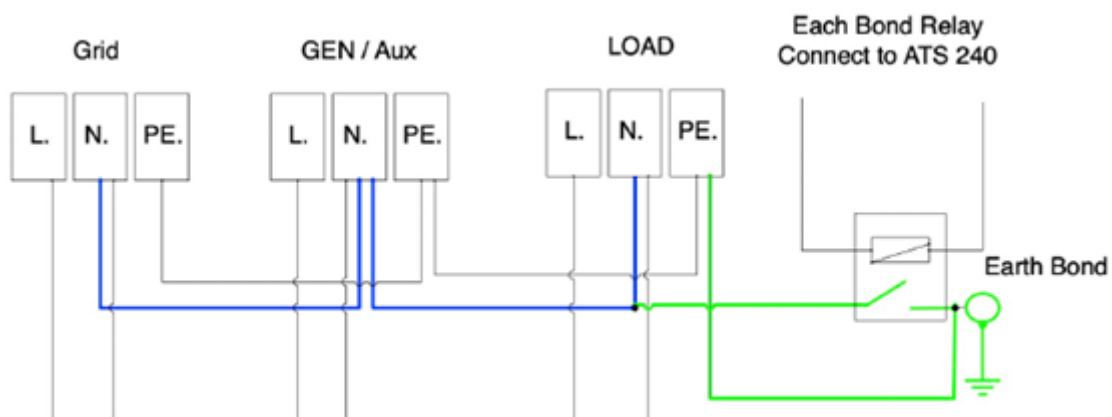 Grid
GEN / Aux
LOAD
Each Bond Relay
Connect to ATS 240
L. N. PE.
L. N. PE.
L. N. PE.
Earth Bond